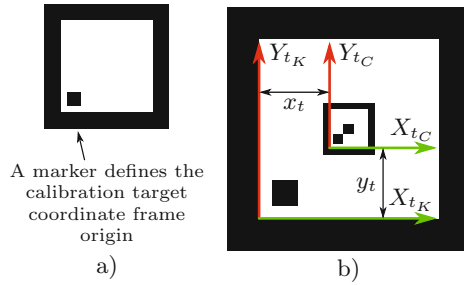 A marker defines the
calibration target
coordinate frame
origin
a)
Y_{t_K}
Y_{t_C}
x_t
X_{t_C}
y_t
X_{t_K}
b)